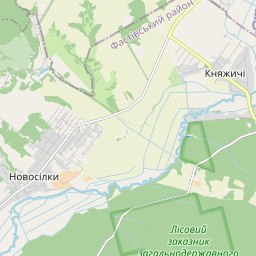 Фастівський район
Княжичі
Новосілки
Лісовий
заказник
загальнодержавного